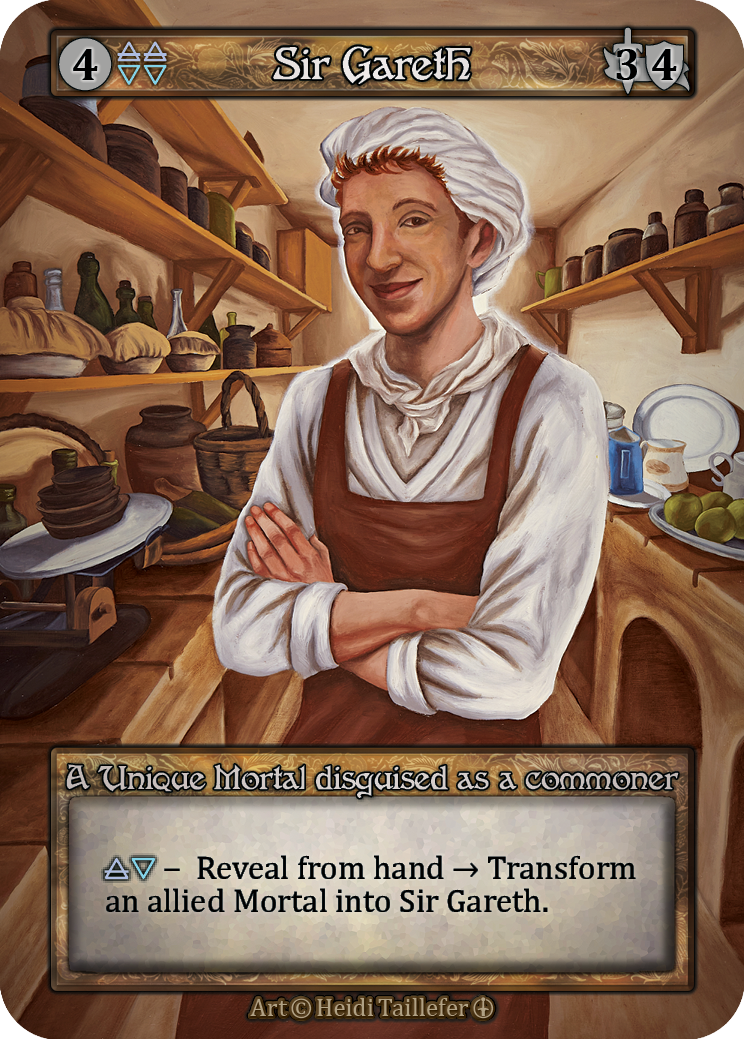 4 Sir Gareth 3 4
A Unique Mortal disguised as a commoner
– Reveal from hand → Transform
an allied Mortal into Sir Gareth.
Art © Heidi Taillefer